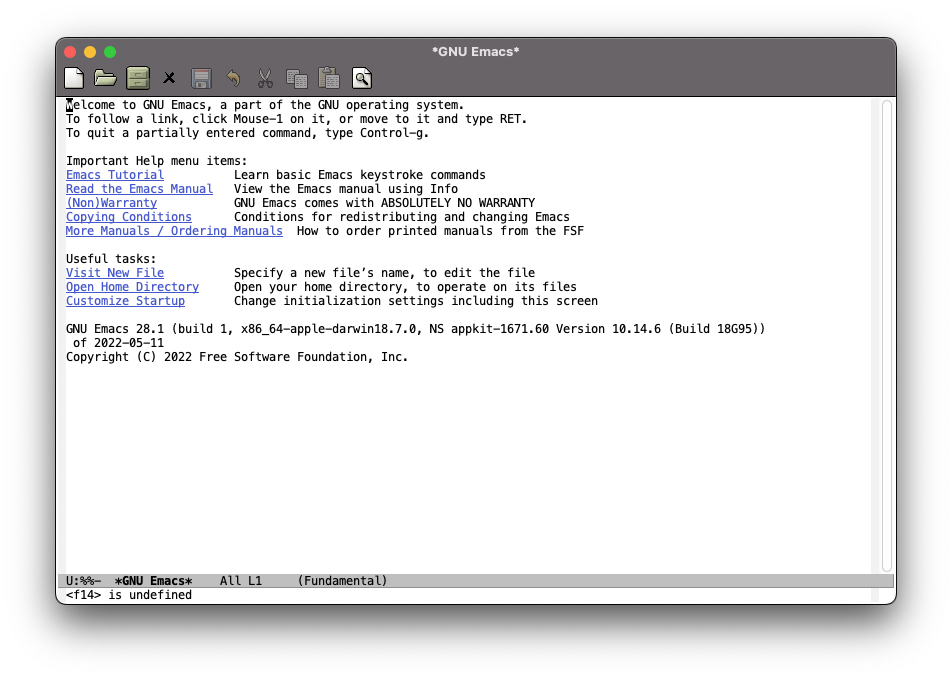 *GNU Emacs*
Welcome to GNU Emacs, a part of the GNU operating system.
To follow a link, click Mouse-1 on it, or move to it and type RET.
To quit a partially entered command, type Control-g.
Important Help menu items:
Emacs Tutorial Learn basic Emacs keystroke commands
Read the Emacs Manual View the Emacs manual using Info
(Non)Warranty GNU Emacs comes with ABSOLUTELY NO WARRANTY
Copying Conditions Conditions for redistributing and changing Emacs
More Manuals / Ordering Manuals How to order printed manuals from the FSF
Useful tasks:
Visit New File Specify a new file’s name, to edit the file
Open Home Directory Open your home directory, to operate on its files
Customize Startup Change initialization settings including this screen
GNU Emacs 28.1 (build 1, x86_64-apple-darwin18.7.0, NS appkit-1671.60 Version 10.14.6 (Build 18G95))
of 2022-05-11
Copyright (C) 2022 Free Software Foundation, Inc.
U:%%- *GNU Emacs* All L1 (Fundamental)
<f14> is undefined